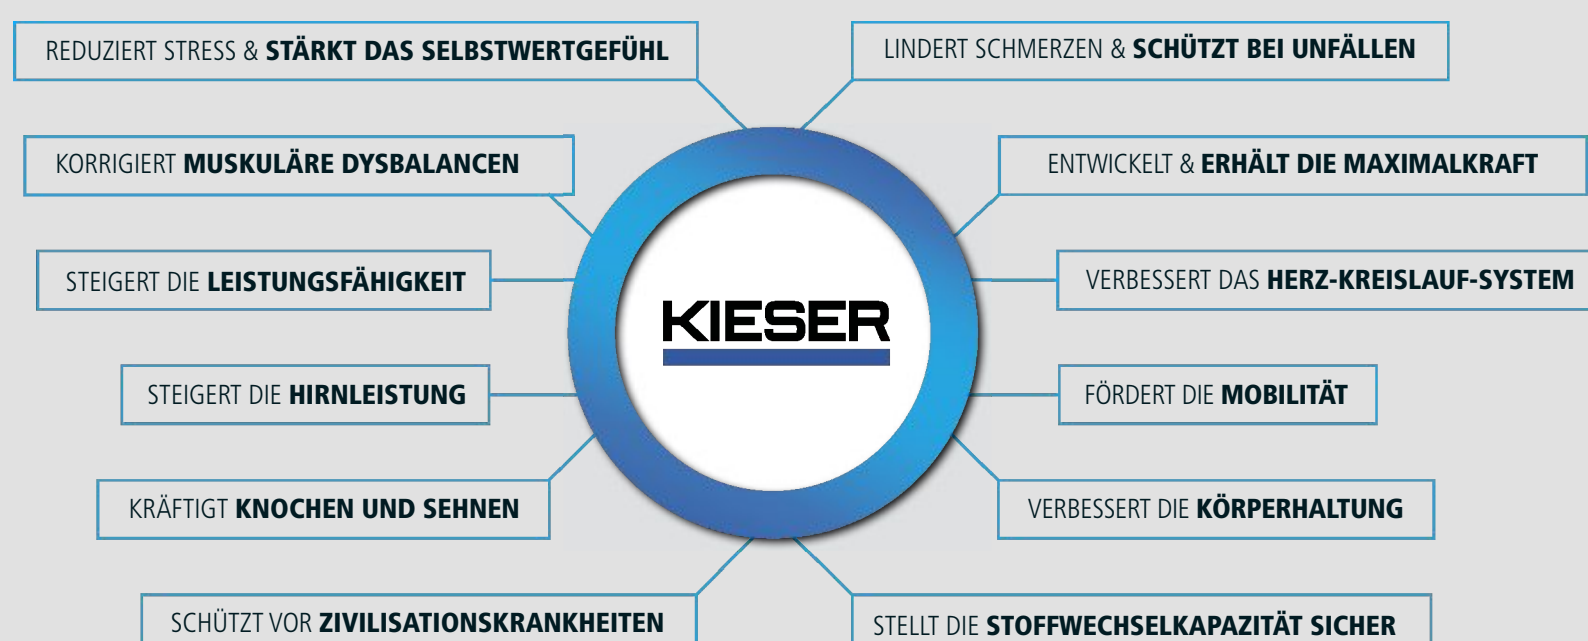 REDUZIERT STRESS & STÄRKT DAS SELBSTWERTGEFÜHL
LINDERT SCHMERZEN & SCHÜTZT BEI UNFÄLLEN
KORRIGIERT MUSKULÄRE DYSBALANCEN
ENTWICKELT & ERHÄLT DIE MAXIMALKRAFT
STEIGERT DIE LEISTUNGSFÄHIGKEIT
VERBESSERT DAS HERZ-KREISLAUF-SYSTEM
KIESER
STEIGERT DIE HIRNLEISTUNG
FÖRDERT DIE MOBILITÄT
KRÄFTIGT KNOCHEN UND SEHNEN
VERBESSERT DIE KÖRPERHALTUNG
SCHÜTZT VOR ZIVILISATIONSKRANKHEITEN
STELLT DIE STOFFWECHSELKAPAZITÄT SICHER